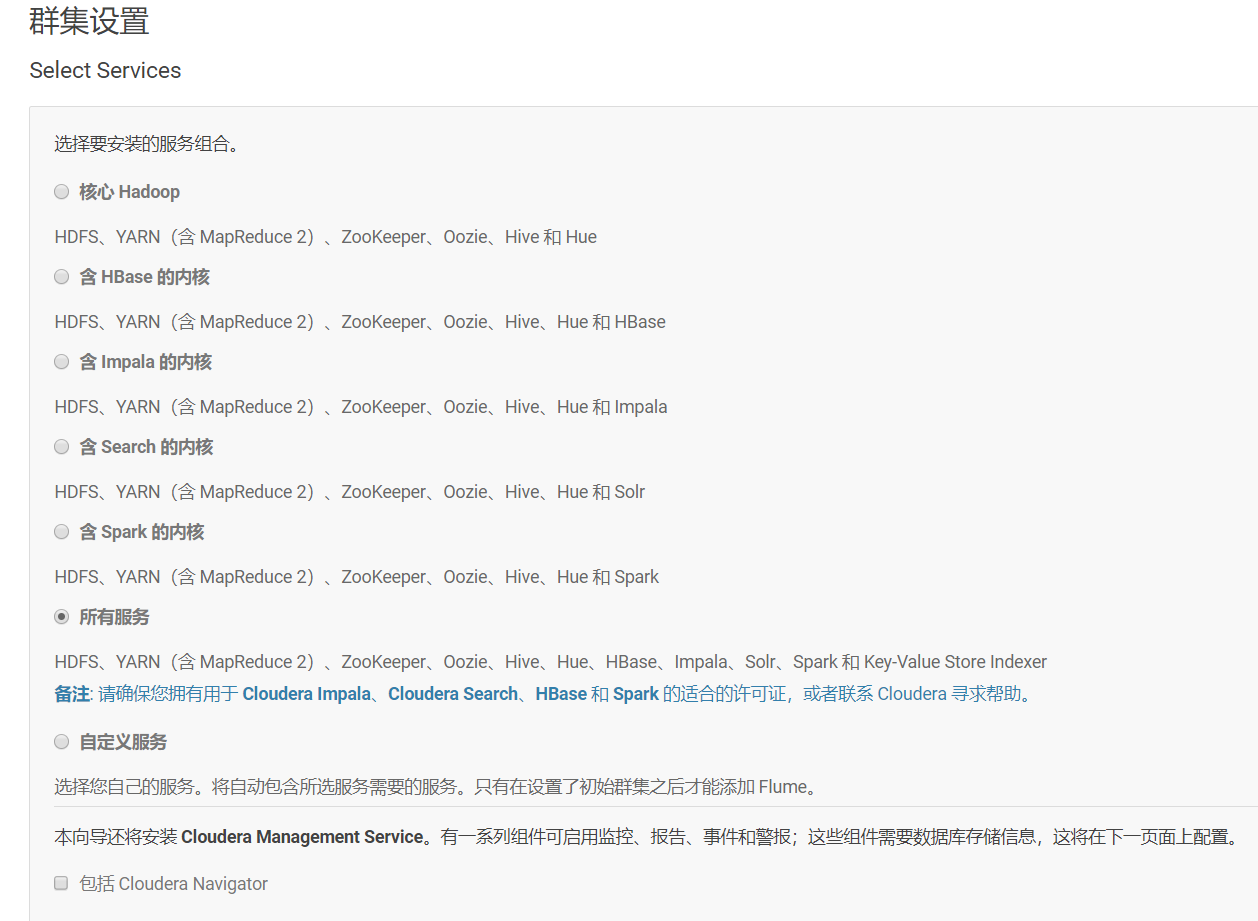 群集设置
Select Services
选择要安装的服务组合。
核心 Hadoop
HDFS、YARN（含 MapReduce 2）、ZooKeeper、Oozie、Hive 和 Hue
含 HBase 的内核
HDFS、YARN（含 MapReduce 2）、ZooKeeper、Oozie、Hive、Hue 和 HBase
含 Impala 的内核
HDFS、YARN（含 MapReduce 2）、ZooKeeper、Oozie、Hive、Hue 和 Impala
含 Search 的内核
HDFS、YARN（含 MapReduce 2）、ZooKeeper、Oozie、Hive、Hue 和 Solr
含 Spark 的内核
HDFS、YARN（含 MapReduce 2）、ZooKeeper、Oozie、Hive、Hue 和 Spark
所有服务
HDFS、YARN（含 MapReduce 2）、ZooKeeper、Oozie、Hive、Hue、HBase、Impala、Solr、Spark 和 Key-Value Store Indexer
备注: 请确保您拥有用于 Cloudera Impala、Cloudera Search、HBase 和 Spark 的适合的许可证，或者联系 Cloudera 寻求帮助。
自定义服务
选择您自己的服务。将自动包含所选服务需要的服务。只有在设置了初始群集之后才能添加 Flume。
本向导还将安装 Cloudera Management Service。有一系列组件可启用监控、报告、事件和警报；这些组件需要数据库存储信息，这将在下一页面上配置。
包括 Cloudera Navigator